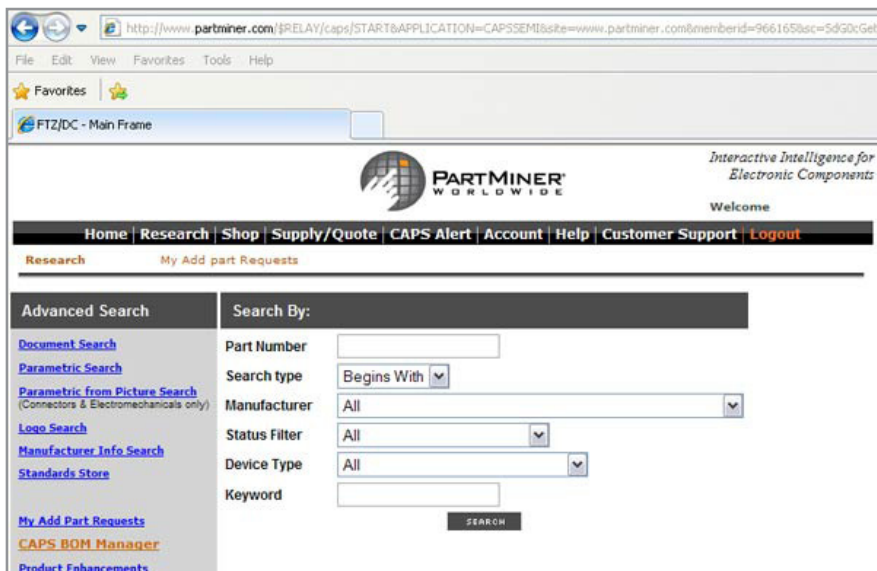 http://www.partminer.com/$RELAY/caps/START&APPLICATION=CAPSSEMI&site=www.partminer.com&memberid=966165&sc=
File Edit View Favorites Tools Help
Favorites
FTZ/DC - Main Frame
PARTMINER
WORLDWIDE
Interactive Intelligence for
Electronic Components
Welcome
Home | Research | Shop | Supply/Quote | CAPS Alert | Account | Help | Customer Support | Logout
Research My Add part Requests
Advanced Search
Document Search
Parametric Search
Parametric from Picture Search
(Connectors & Electromechanicals only)
Logo Search
Manufacturer Info Search
Standards Store
My Add Part Requests
CAPS BOM Manager
Product Enhancements
Search By:
Part Number
Search type Begins With
Manufacturer All
Status Filter All
Device Type All
Keyword
SEARCH